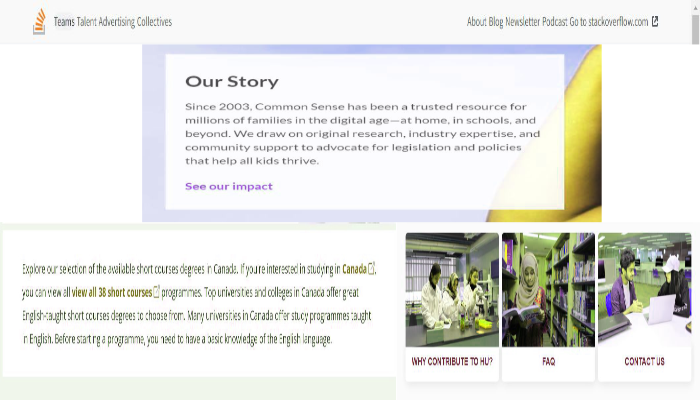 Teams Talent Advertising Collectives
About Blog Newsletter Podcast Go to stackoverflow.com
Our Story
Since 2003, Common Sense has been a trusted resource for
millions of families in the digital age—at home, in schools, and
beyond. We draw on original research, industry expertise, and
community support to advocate for legislation and policies
that help all kids thrive.
See our impact
Explore our selection of the available short courses degrees in Canada. If you're interested in studying in Canada,
you can view all view all 38 short courses programmes. Top universities and colleges in Canada offer great
English-taught short courses degrees to choose from. Many universities in Canada offer study programmes taught
in English. Before starting a programme, you need to have a basic knowledge of the English language.
WHY CONTRIBUTE TO HU?
FAQ
CONTACT US